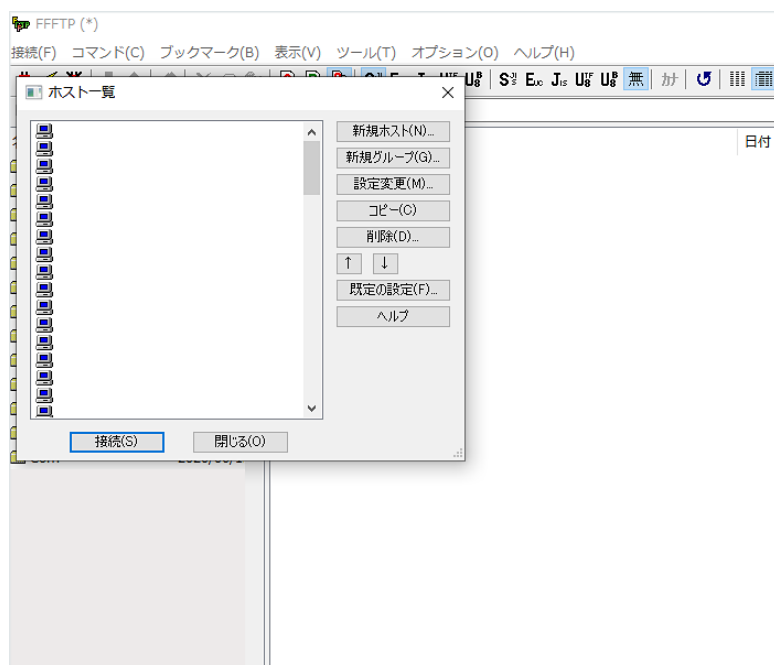 FFFTP (*)
接続(F) コマンド(C) ブックマーク(B) 表示(V) ツール(T) オプション(O) ヘルプ(H)
無
ホスト一覧
日付
新規ホスト(N)...
新規グループ(G)...
設定変更(M)...
コピー(C)
削除(D)...
↑ ↓
既定の設定(F)...
ヘルプ
接続(S) 閉じる(O)